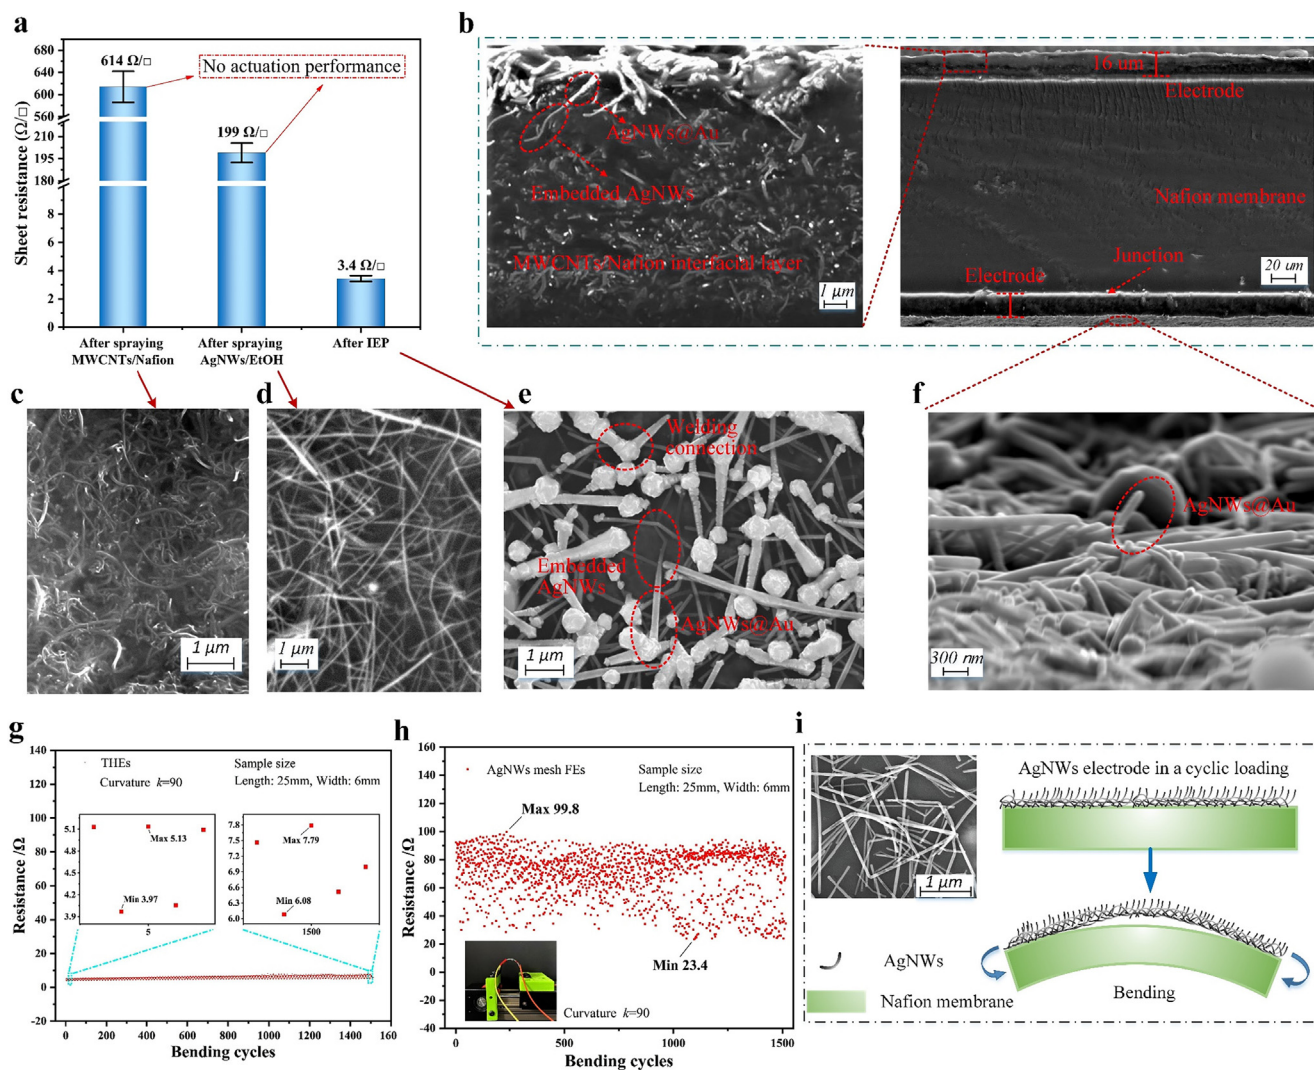 a
Sheet resistance (Ω/□)
680
640
600
560
210
195
180
8
6
4
2
0
614 Ω/□
No actuation performance
199 Ω/□
3.4 Ω/□
After spraying
MWCNTs/Nafion
After spraying
AgNWs/EtOH
After IEP
b
AgNWs@Au
Embedded AgNWs
MWCNTs/Nafion interfacial layer
1 μm
16 um
Electrode
Nafion membrane
Junction
Electrode
20 um
c
1 μm
d
1 μm
e
Welding
connection
Embedded
AgNWs
AgNWs@Au
1 μm
f
AgNWs@Au
300 nm
g
Resistance /Ω
140
120
100
80
60
40
20
0
-20
THEs
Curvature k=90
Sample size
Length: 25mm, Width: 6mm
5.1
4.8
4.5
4.2
3.9
Max 5.13
Min 3.97
5
7.8
7.2
6.6
6.0
Max 7.79
Min 6.08
1500
0 200 400 600 800 1000 1200 1400 1600
Bending cycles
h
Resistance /Ω
160
140
120
100
80
60
40
20
0
-20
-40
AgNWs mesh FEs
Sample size
Length: 25mm, Width: 6mm
Max 99.8
Min 23.4
Curvature k=90
0 500 1000 1500
Bending cycles
i
AgNWs electrode in a cyclic loading
1 μm
AgNWs
Nafion membrane
Bending